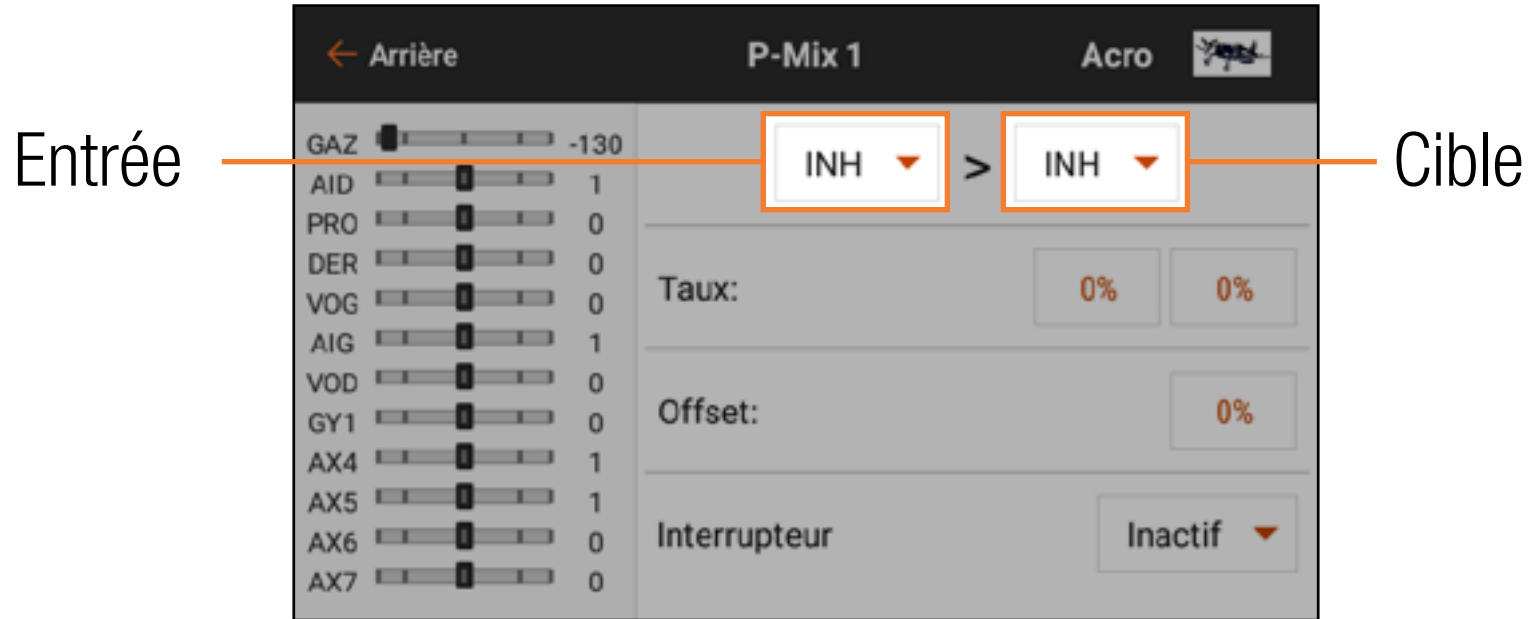 ← Arrière P-Mix 1 Acro
Entrée
INH > INH
Cible
GAZ -130
AID 1
PRO 0
DER 0
VOG 0
AIG 1
VOD 0
GY1 0
AX4 1
AX5 1
AX6 0
AX7 0
Taux: 0% 0%
Offset: 0%
Interrupteur Inactif